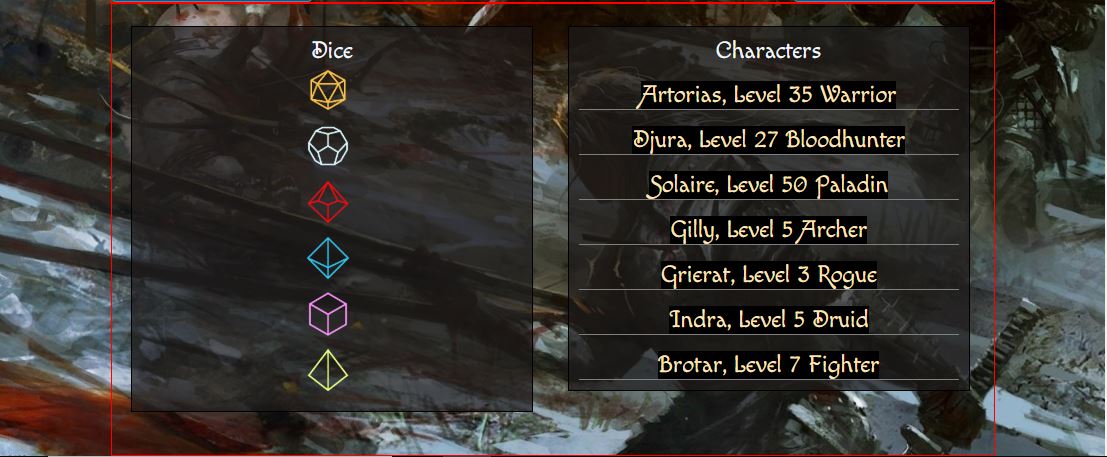 Dice
Characters
Artorias, Level 35 Warrior
Djura, Level 27 Bloodhunter
Solaire, Level 50 Paladin
Gilly, Level 5 Archer
Grierat, Level 3 Rogue
Indra, Level 5 Druid
Brotar, Level 7 Fighter